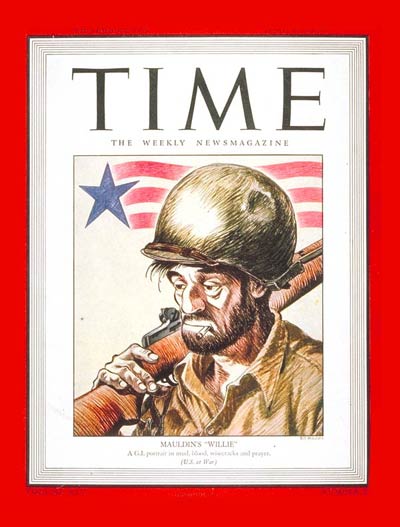 TIME
THE WEEKLY NEWSMAGAZINE
MAULDIN'S "WILLIE"
A G.I. portrait in mud, blood, wisecracks and prayer.
(U.S. at War)